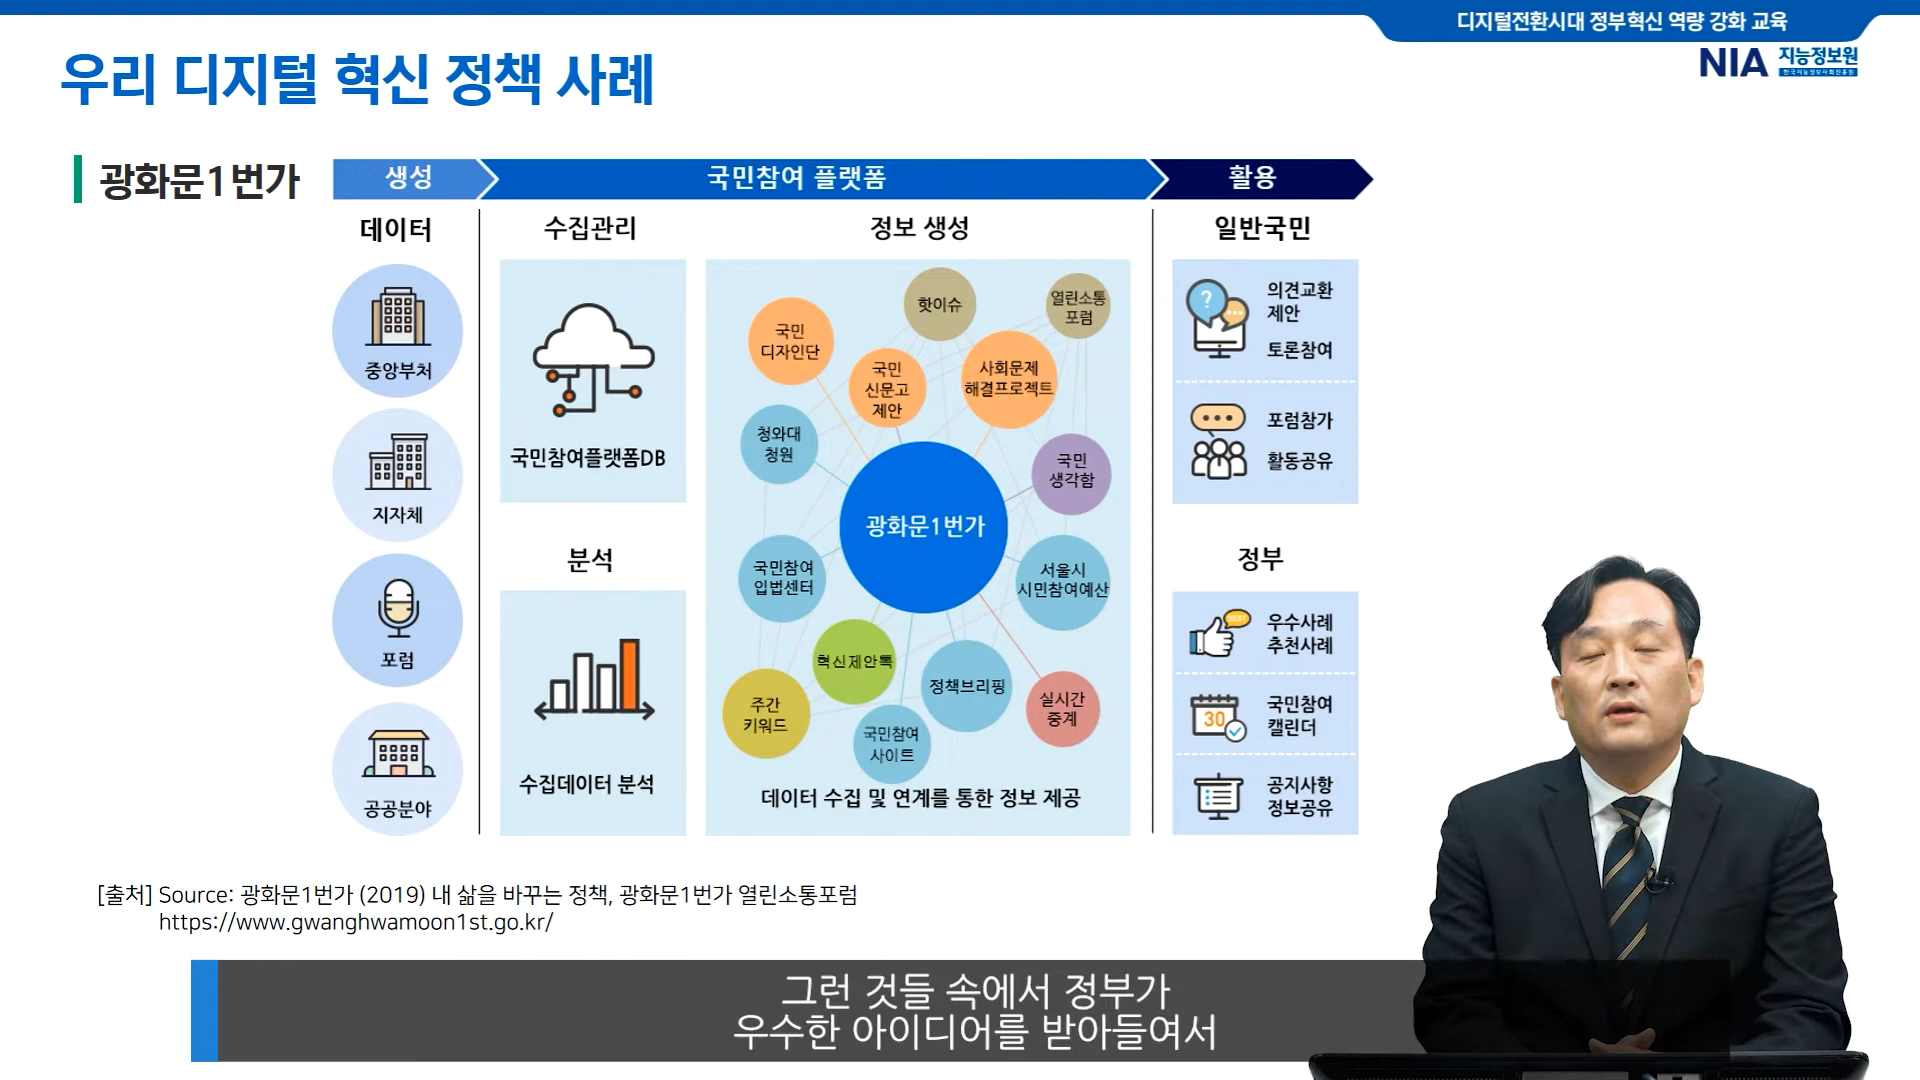 디지털전환시대 정부혁신 역량 강화 교육
NIA 지능정보원
한국지능정보사회진흥원
우리 디지털 혁신 정책 사례
광화문1번가
생성
국민참여 플랫폼
활용
데이터
수집관리
정보 생성
일반국민
중앙부처
지자체
포럼
공공분야
국민참여플랫폼DB
분석
수집데이터 분석
핫이슈
열린소통
포럼
국민
디자인단
국민
신문고
제안
사회문제
해결프로젝트
청와대
청원
국민
생각함
광화문1번가
국민참여
입법센터
서울시
시민참여예산
혁신제안톡
정책브리핑
주간
키워드
국민참여
사이트
실시간
중계
데이터 수집 및 연계를 통한 정보 제공
?
의견교환
제안
토론참여
포럼참가
활동공유
정부
BEST
우수사례
추천사례
30
국민참여
캘린더
공지사항
정보공유
[출처] Source: 광화문1번가 (2019) 내 삶을 바꾸는 정책, 광화문1번가 열린소통포럼
https://www.gwanghwamoon1st.go.kr/
그런 것들 속에서 정부가
우수한 아이디어를 받아들여서